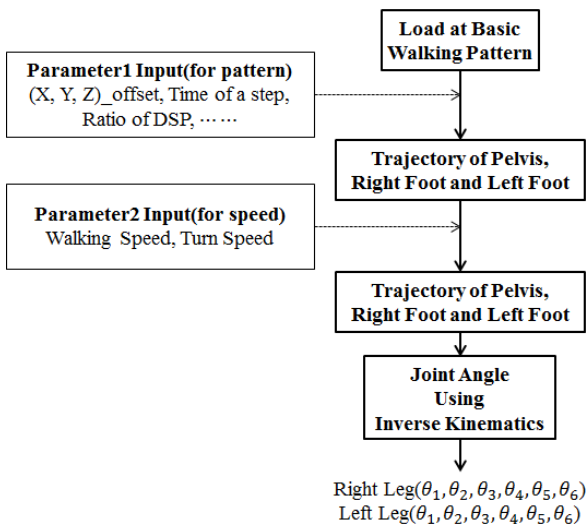 Load at Basic
Walking Pattern
Parameter1 Input(for pattern)
(X, Y, Z)_offset, Time of a step,
Ratio of DSP, ⋯⋯
Trajectory of Pelvis,
Right Foot and Left Foot
Parameter2 Input(for speed)
Walking Speed, Turn Speed
Trajectory of Pelvis,
Right Foot and Left Foot
Joint Angle
Using
Inverse Kinematics
Right Leg(θ₁,θ₂,θ₃,θ₄,θ₅,θ₆)
Left Leg(θ₁,θ₂,θ₃,θ₄,θ₅,θ₆)